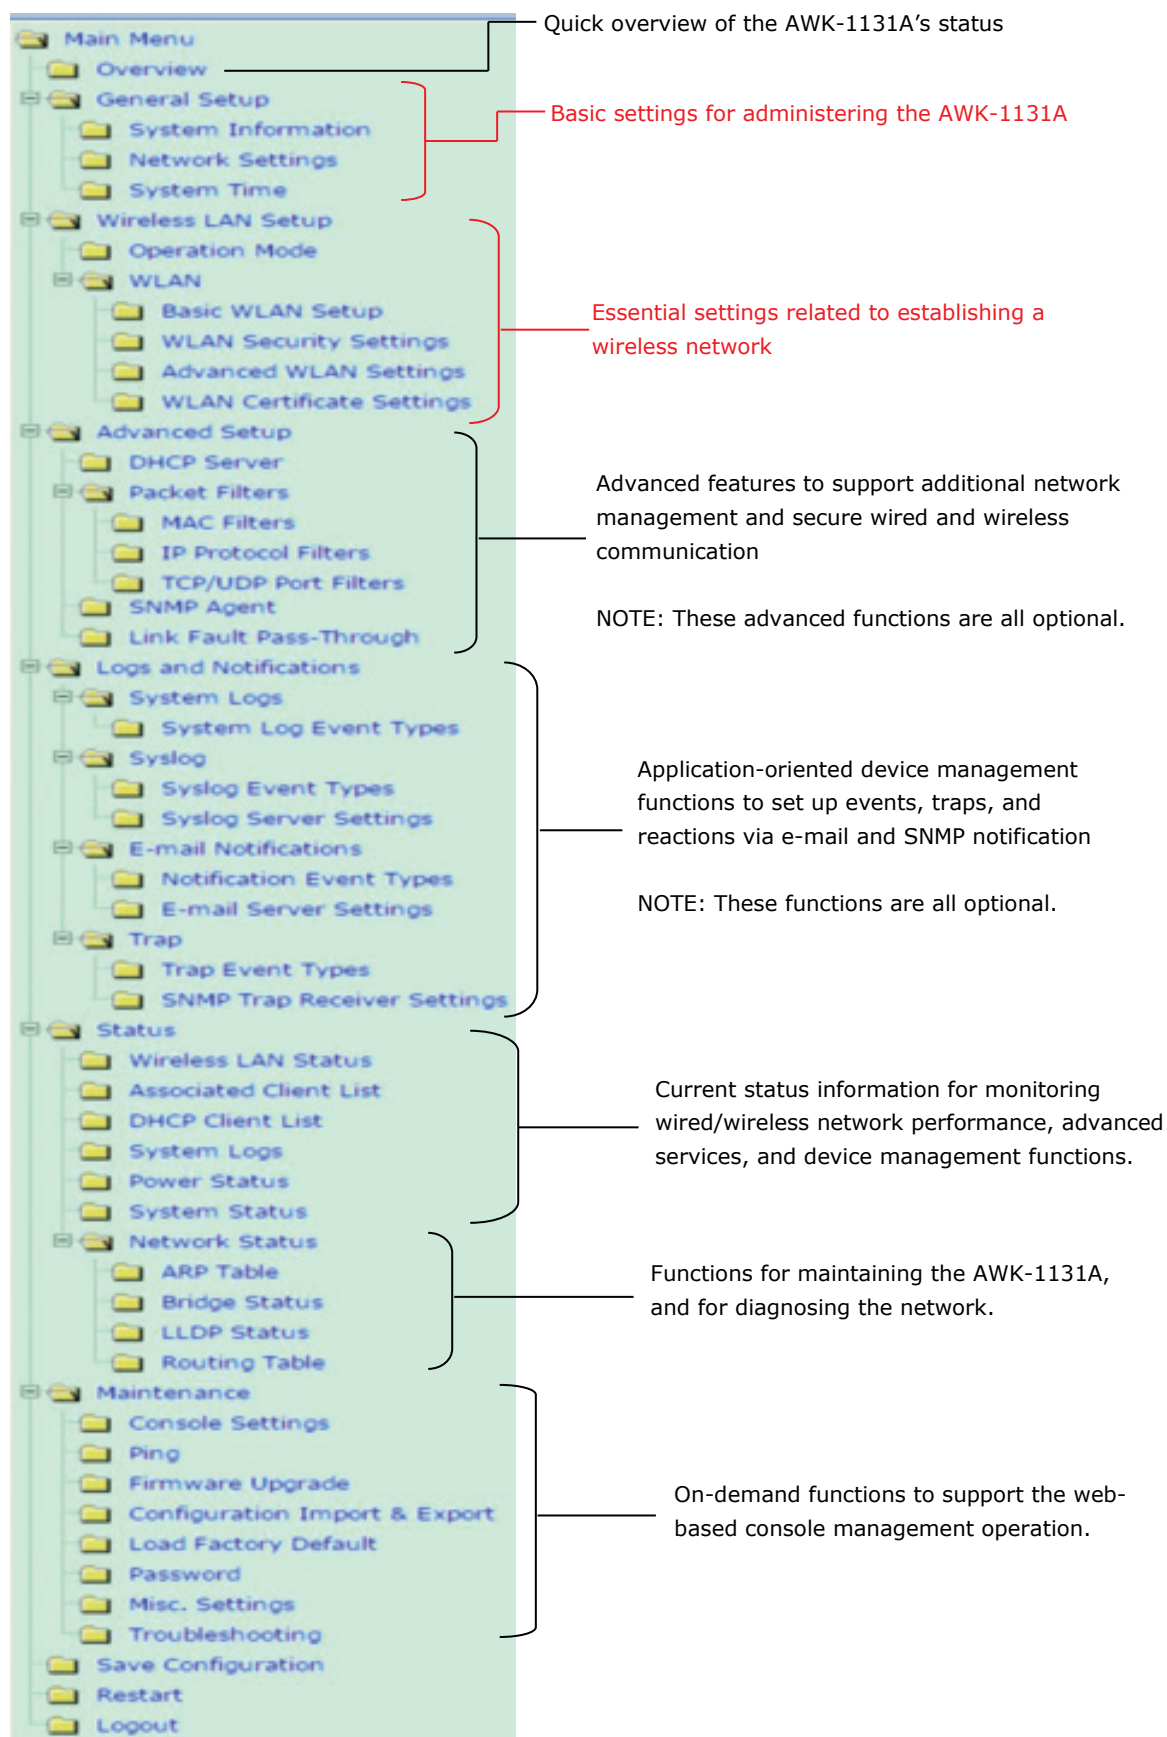 Quick overview of the AWK-1131A’s status
Main Menu
Overview
General Setup
Basic settings for administering the AWK-1131A
System Information
Network Settings
System Time
Wireless LAN Setup
Operation Mode
WLAN
Basic WLAN Setup
Essential settings related to establishing a
wireless network
WLAN Security Settings
Advanced WLAN Settings
WLAN Certificate Settings
Advanced Setup
DHCP Server
Packet Filters
MAC Filters
IP Protocol Filters
TCP/UDP Port Filters
SNMP Agent
Link Fault Pass-Through
Advanced features to support additional network
management and secure wired and wireless
communication
NOTE: These advanced functions are all optional.
Logs and Notifications
System Logs
System Log Event Types
Syslog
Syslog Event Types
Syslog Server Settings
E-mail Notifications
Notification Event Types
E-mail Server Settings
Trap
Trap Event Types
SNMP Trap Receiver Settings
Application-oriented device management
functions to set up events, traps, and
reactions via e-mail and SNMP notification
NOTE: These functions are all optional.
Status
Wireless LAN Status
Associated Client List
DHCP Client List
System Logs
Power Status
System Status
Current status information for monitoring
wired/wireless network performance, advanced
services, and device management functions.
Network Status
ARP Table
Bridge Status
LLDP Status
Routing Table
Functions for maintaining the AWK-1131A,
and for diagnosing the network.
Maintenance
Console Settings
Ping
Firmware Upgrade
Configuration Import & Export
Load Factory Default
Password
Misc. Settings
Troubleshooting
On-demand functions to support the web-
based console management operation.
Save Configuration
Restart
Logout